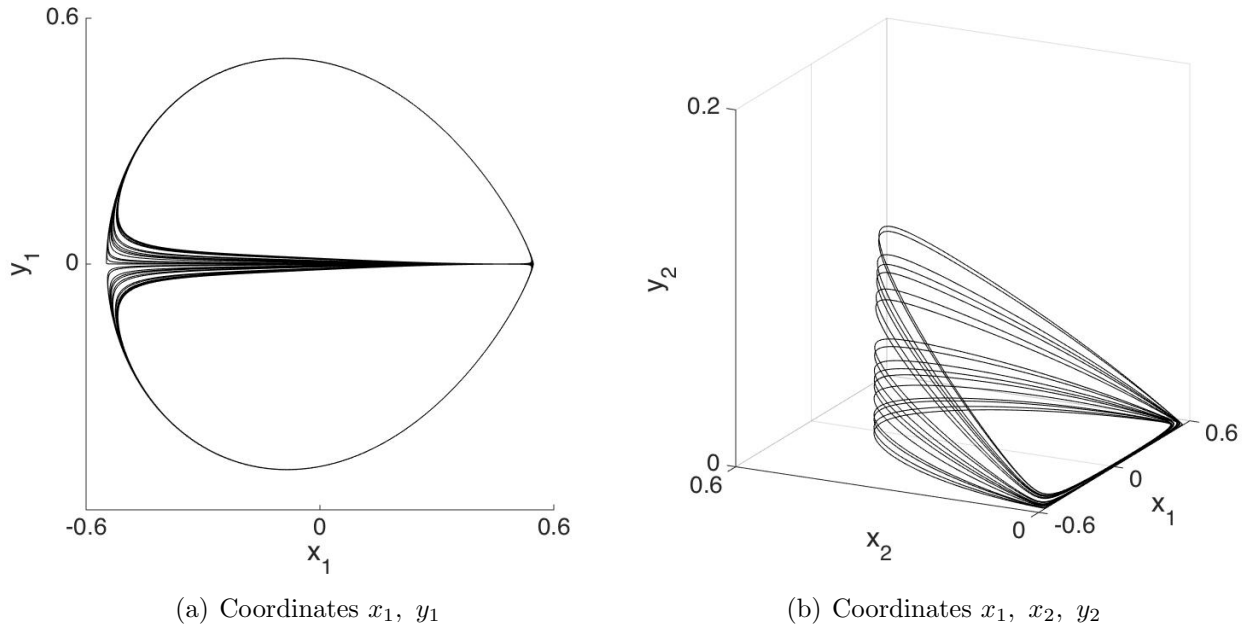 0.6
y₁
0
-0.6
0
0.6
x₁
(a) Coordinates x₁, y₁
0.2
y₂
0
0.6
x₂
0
-0.6
x₁
0
0.6
(b) Coordinates x₁, x₂, y₂